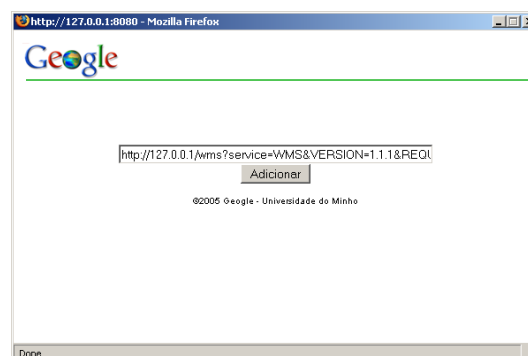 http://127.0.0.1:8080 - Mozilla Firefox
Geogle
http://127.0.0.1/wms?service=WMS&VERSION=1.1.1&REQU
Adicionar
©2005 Geogle - Universidade do Minho
Done